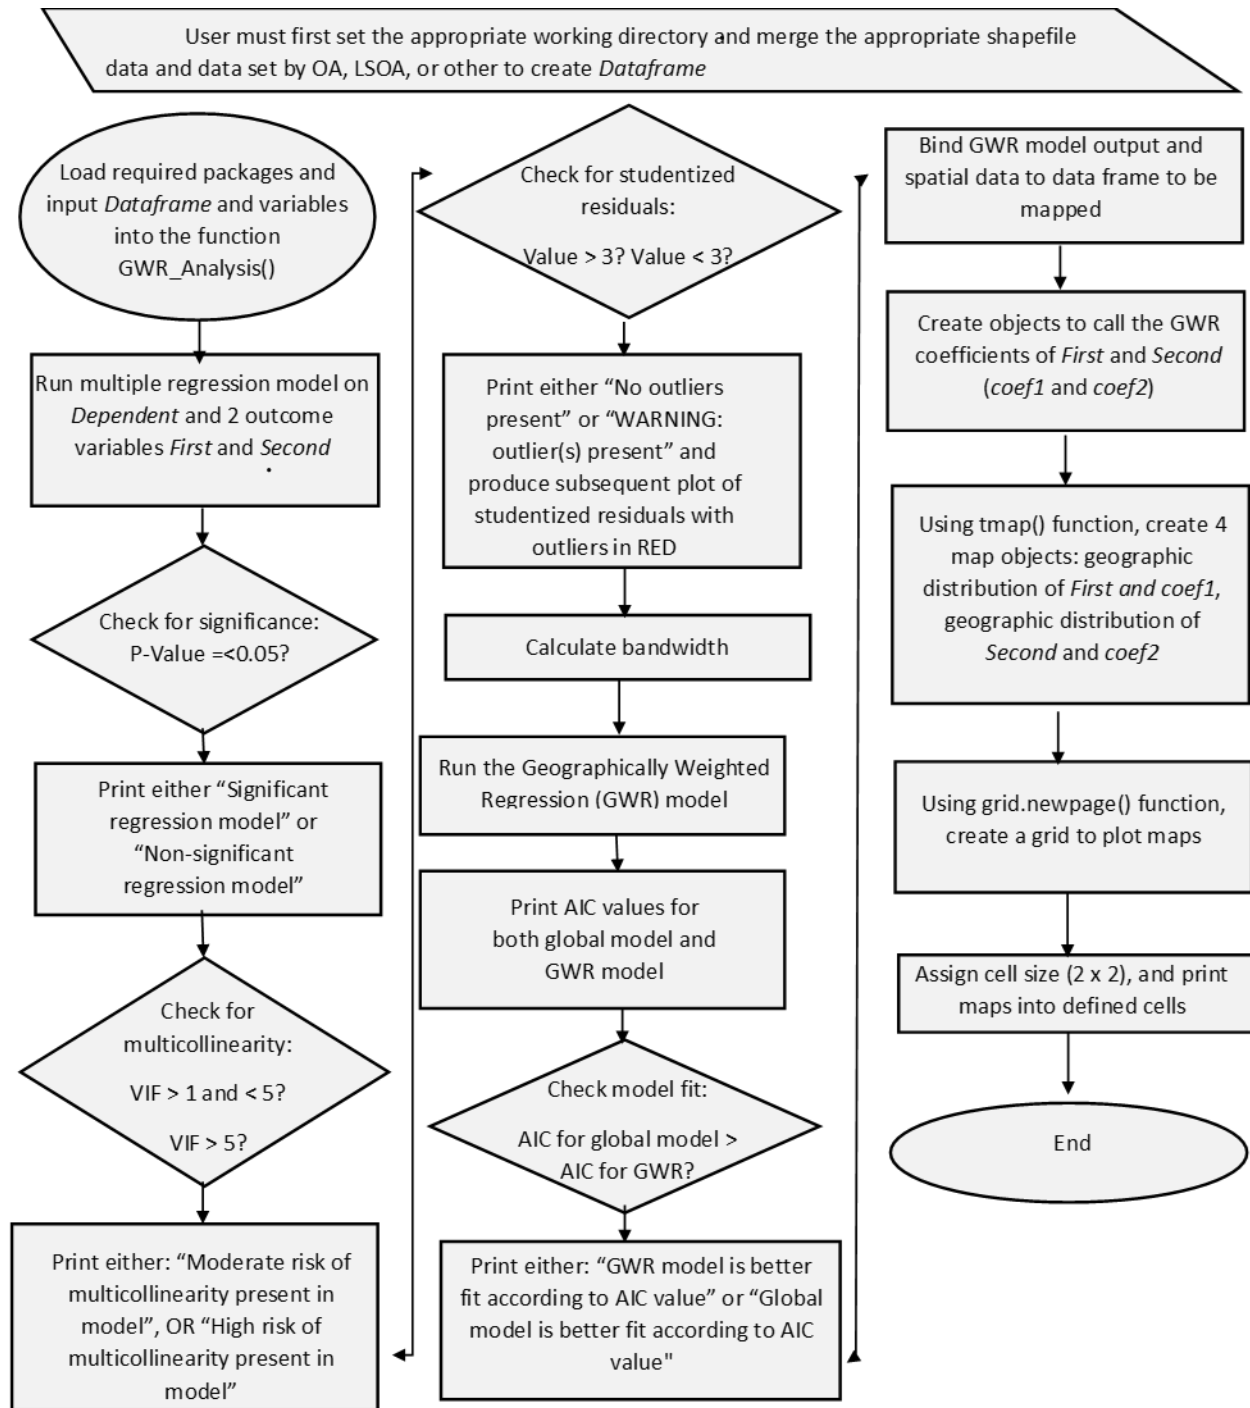 User must first set the appropriate working directory and merge the appropriate shapefile
data and data set by OA, LSOA, or other to create Dataframe
Load required packages and
input Dataframe and variables
into the function
GWR_Analysis()
Run multiple regression model on
Dependent and 2 outcome
variables First and Second
Check for significance:
P-Value =<0.05?
Print either “Significant
regression model” or
“Non-significant
regression model”
Check for
multicollinearity:
VIF > 1 and < 5?
VIF > 5?
Print either: “Moderate risk of
multicollinearity present in
model”, OR “High risk of
multicollinearity present in
model”
Check for studentized
residuals:
Value > 3? Value < 3?
Print either “No outliers
present” or “WARNING:
outlier(s) present” and
produce subsequent plot of
studentized residuals with
outliers in RED
Calculate bandwidth
Run the Geographically Weighted
Regression (GWR) model
Print AIC values for
both global model and
GWR model
Check model fit:
AIC for global model >
AIC for GWR?
Print either: “GWR model is better
fit according to AIC value” or “Global
model is better fit according to AIC
value"
Bind GWR model output and
spatial data to data frame to be
mapped
Create objects to call the GWR
coefficients of First and Second
(coef1 and coef2)
Using tmap() function, create 4
map objects: geographic
distribution of First and coef1,
geographic distribution of
Second and coef2
Using grid.newpage() function,
create a grid to plot maps
Assign cell size (2 x 2), and print
maps into defined cells
End